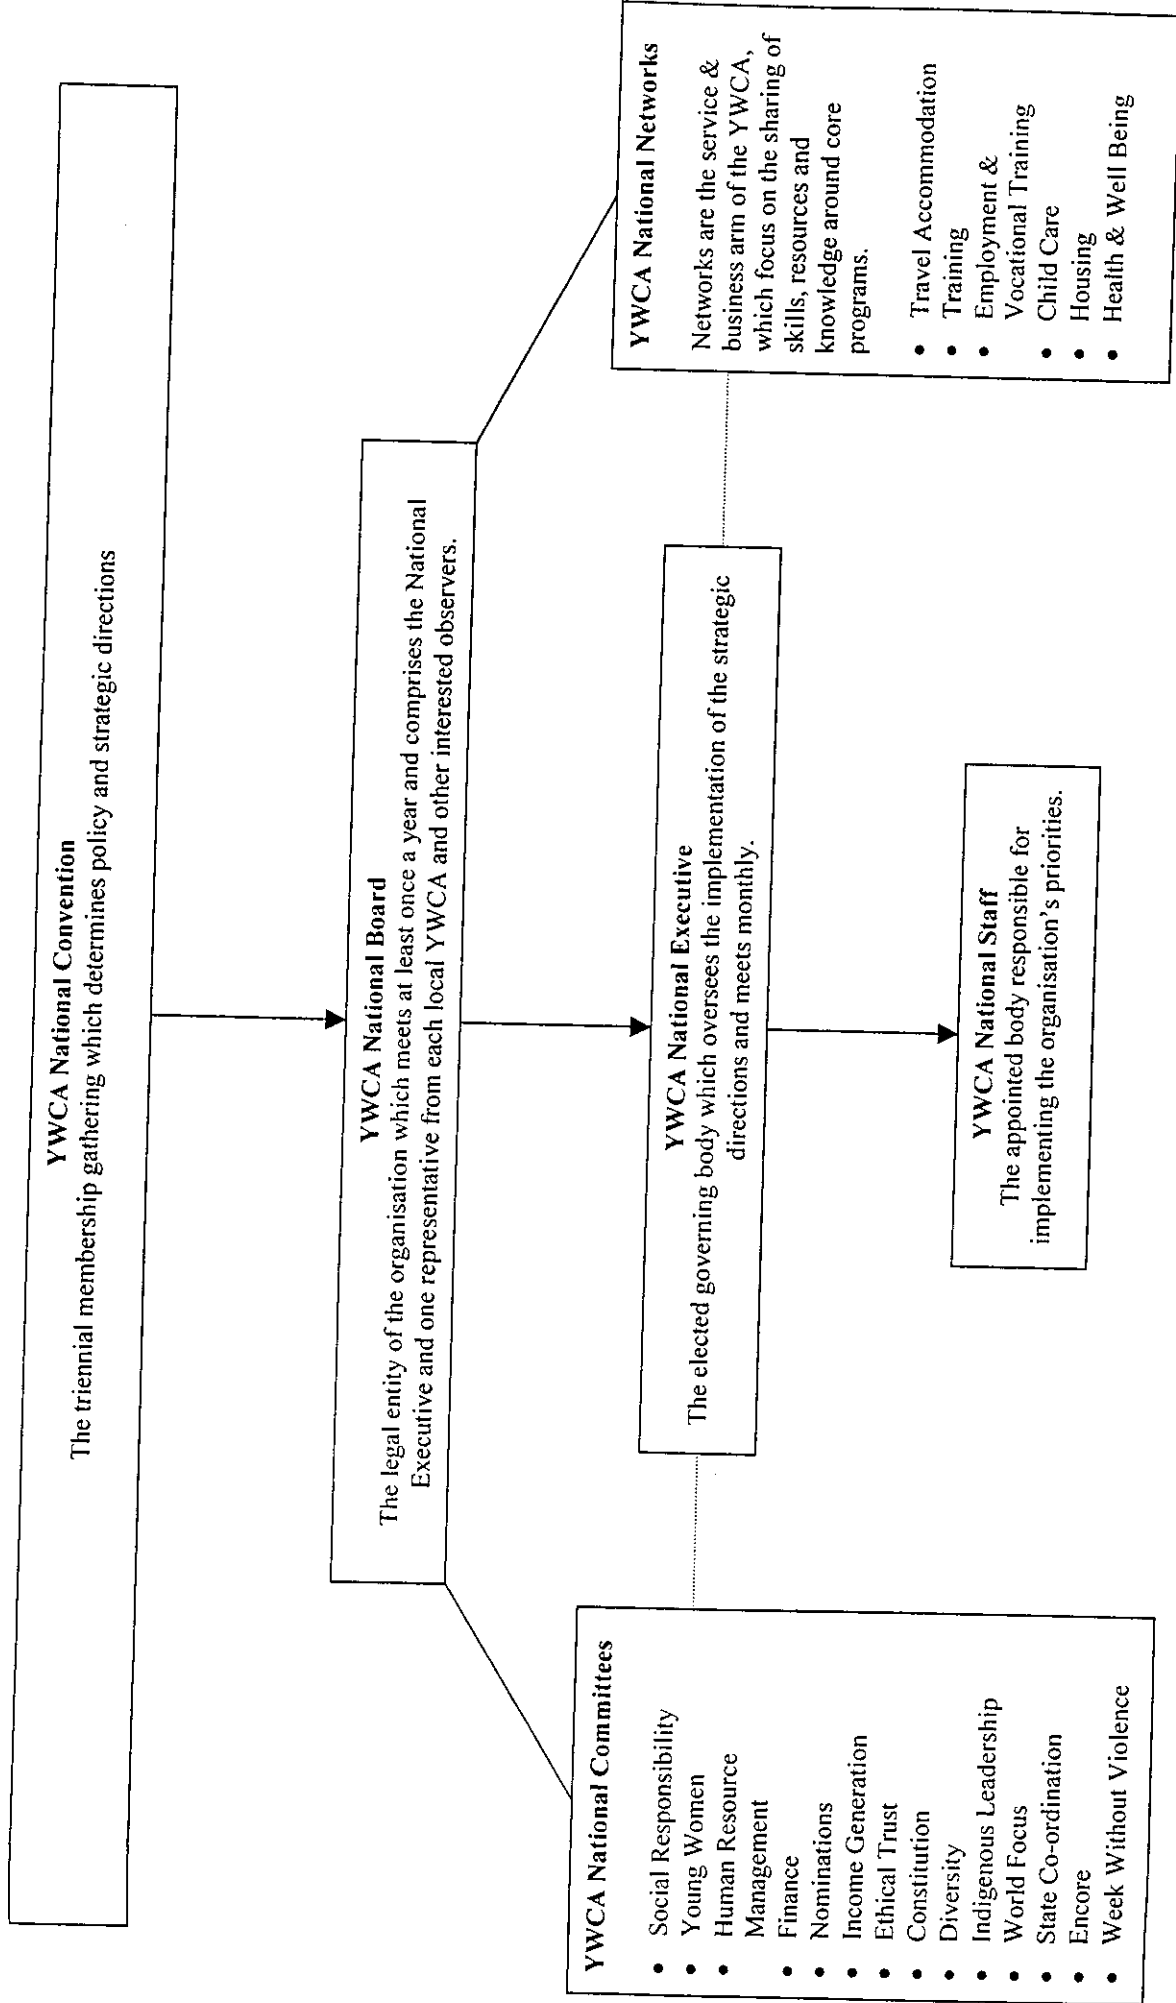 YWCA National Convention
The triennial membership gathering which determines policy and strategic directions
YWCA National Board
The legal entity of the organisation which meets at least once a year and comprises the National
Executive and one representative from each local YWCA and other interested observers.
YWCA National Committees
• Social Responsibility
• Young Women
• Human Resource
Management
• Finance
• Nominations
• Income Generation
• Ethical Trust
• Constitution
• Diversity
• Indigenous Leadership
• World Focus
• State Co-ordination
• Encore
• Week Without Violence
YWCA National Executive
The elected governing body which oversees the implementation of the strategic
directions and meets monthly.
YWCA National Networks
Networks are the service &
business arm of the YWCA,
which focus on the sharing of
skills, resources and
knowledge around core
programs.
• Travel Accommodation
• Training
• Employment &
Vocational Training
• Child Care
• Housing
• Health & Well Being
YWCA National Staff
The appointed body responsible for
implementing the organisation's priorities.